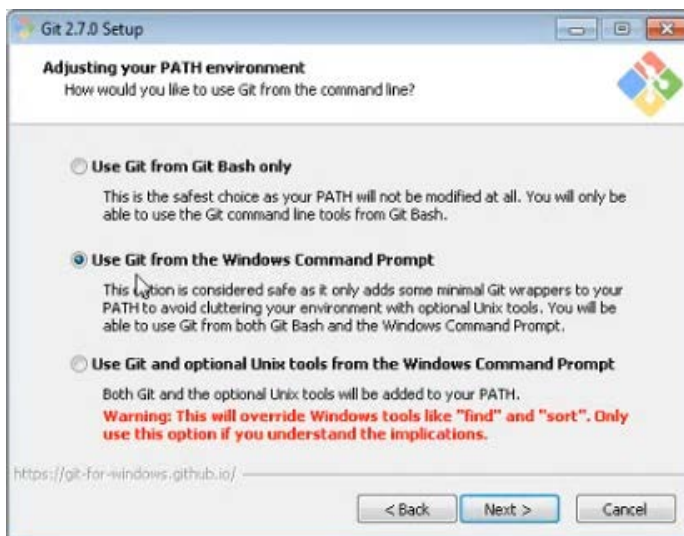 Git 2.7.0 Setup
Adjusting your PATH environment
How would you like to use Git from the command line?
Use Git from Git Bash only
This is the safest choice as your PATH will not be modified at all. You will only be
able to use the Git command line tools from Git Bash.
Use Git from the Windows Command Prompt
This option is considered safe as it only adds some minimal Git wrappers to your
PATH to avoid cluttering your environment with optional Unix tools. You will be
able to use Git from both Git Bash and the Windows Command Prompt.
Use Git and optional Unix tools from the Windows Command Prompt
Both Git and the optional Unix tools will be added to your PATH.
Warning: This will override Windows tools like "find" and "sort". Only
use this option if you understand the implications.
https://git-for-windows.github.io/
< Back Next > Cancel